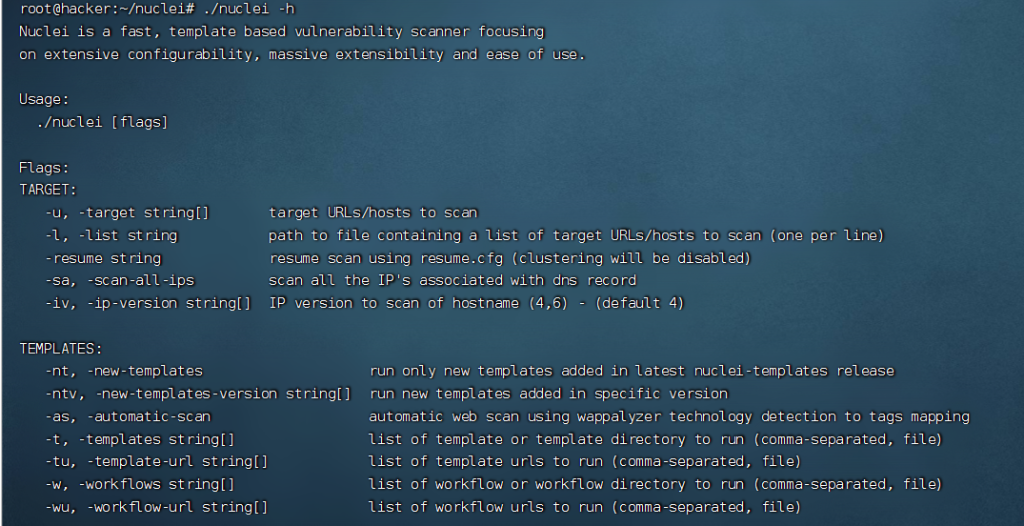 root@hacker:~/nuclei# ./nuclei -h
Nuclei is a fast, template based vulnerability scanner focusing
on extensive configurability, massive extensibility and ease of use.

Usage:
  ./nuclei [flags]

Flags:
TARGET:
   -u, -target string[]       target URLs/hosts to scan
   -l, -list string           path to file containing a list of target URLs/hosts to scan (one per line)
   -resume string             resume scan using resume.cfg (clustering will be disabled)
   -sa, -scan-all-ips         scan all the IP's associated with dns record
   -iv, -ip-version string[]  IP version to scan of hostname (4,6) - (default 4)

TEMPLATES:
   -nt, -new-templates                    run only new templates added in latest nuclei-templates release
   -ntv, -new-templates-version string[]  run new templates added in specific version
   -as, -automatic-scan                   automatic web scan using wappalyzer technology detection to tags mapping
   -t, -templates string[]                list of template or template directory to run (comma-separated, file)
   -tu, -template-url string[]            list of template urls to run (comma-separated, file)
   -w, -workflows string[]                list of workflow or workflow directory to run (comma-separated, file)
   -wu, -workflow-url string[]            list of workflow urls to run (comma-separated, file)